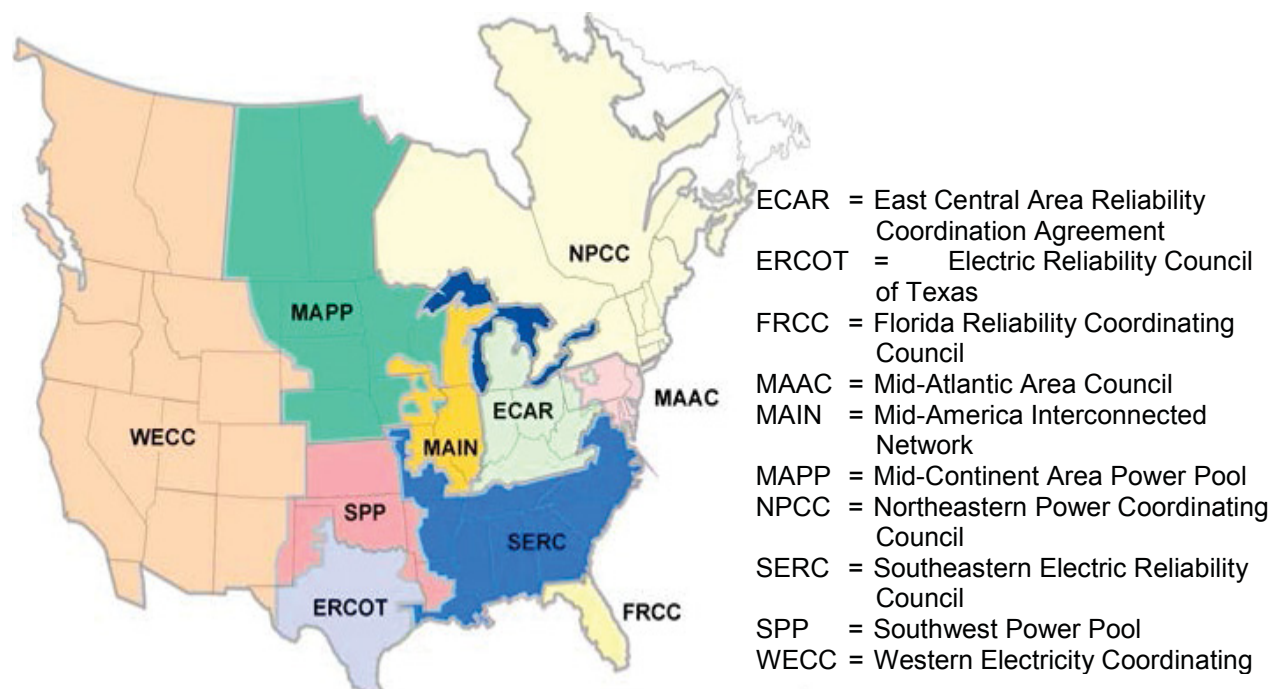 NPCC
MAPP
MAAC
ECAR
WECC
MAIN
SPP
SERC
ERCOT
FRCC
ECAR = East Central Area Reliability
Coordination Agreement
ERCOT = Electric Reliability Council
of Texas
FRCC = Florida Reliability Coordinating
Council
MAAC = Mid-Atlantic Area Council
MAIN = Mid-America Interconnected
Network
MAPP = Mid-Continent Area Power Pool
NPCC = Northeastern Power Coordinating
Council
SERC = Southeastern Electric Reliability
Council
SPP = Southwest Power Pool
WECC = Western Electricity Coordinating